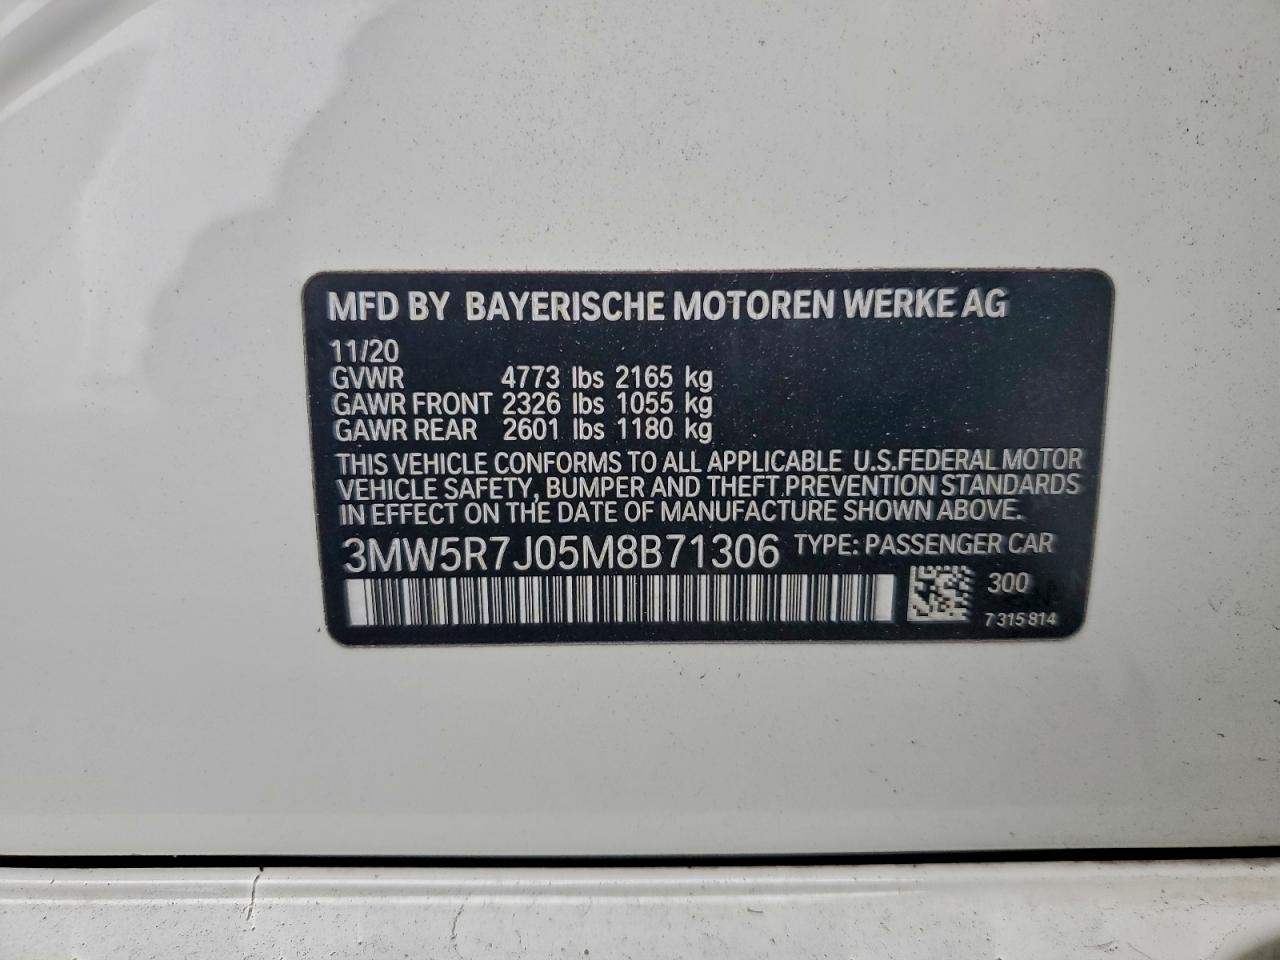 MFD BY BAYERISCHE MOTOREN WERKE AG
11/20
GVWR 4773 lbs 2165 kg
GAWR FRONT 2326 lbs 1055 kg
GAWR REAR 2601 lbs 1180 kg
THIS VEHICLE CONFORMS TO ALL APPLICABLE U.S.FEDERAL MOTOR
VEHICLE SAFETY, BUMPER AND THEFT PREVENTION STANDARDS
IN EFFECT ON THE DATE OF MANUFACTURE SHOWN ABOVE.
3MW5R7J05M8B71306 TYPE: PASSENGER CAR
300
7 315 814